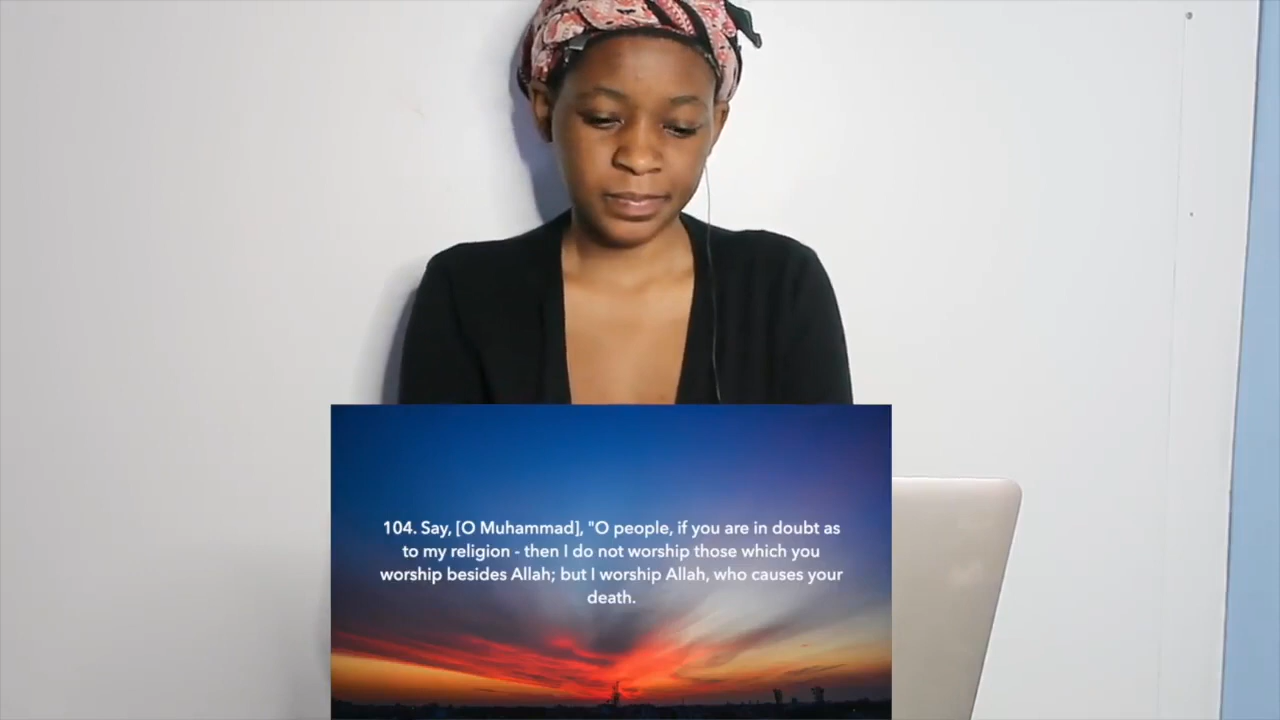 104. Say, [O Muhammad], "O people, if you are in doubt as
to my religion - then I do not worship those which you
worship besides Allah; but I worship Allah, who causes your
death.